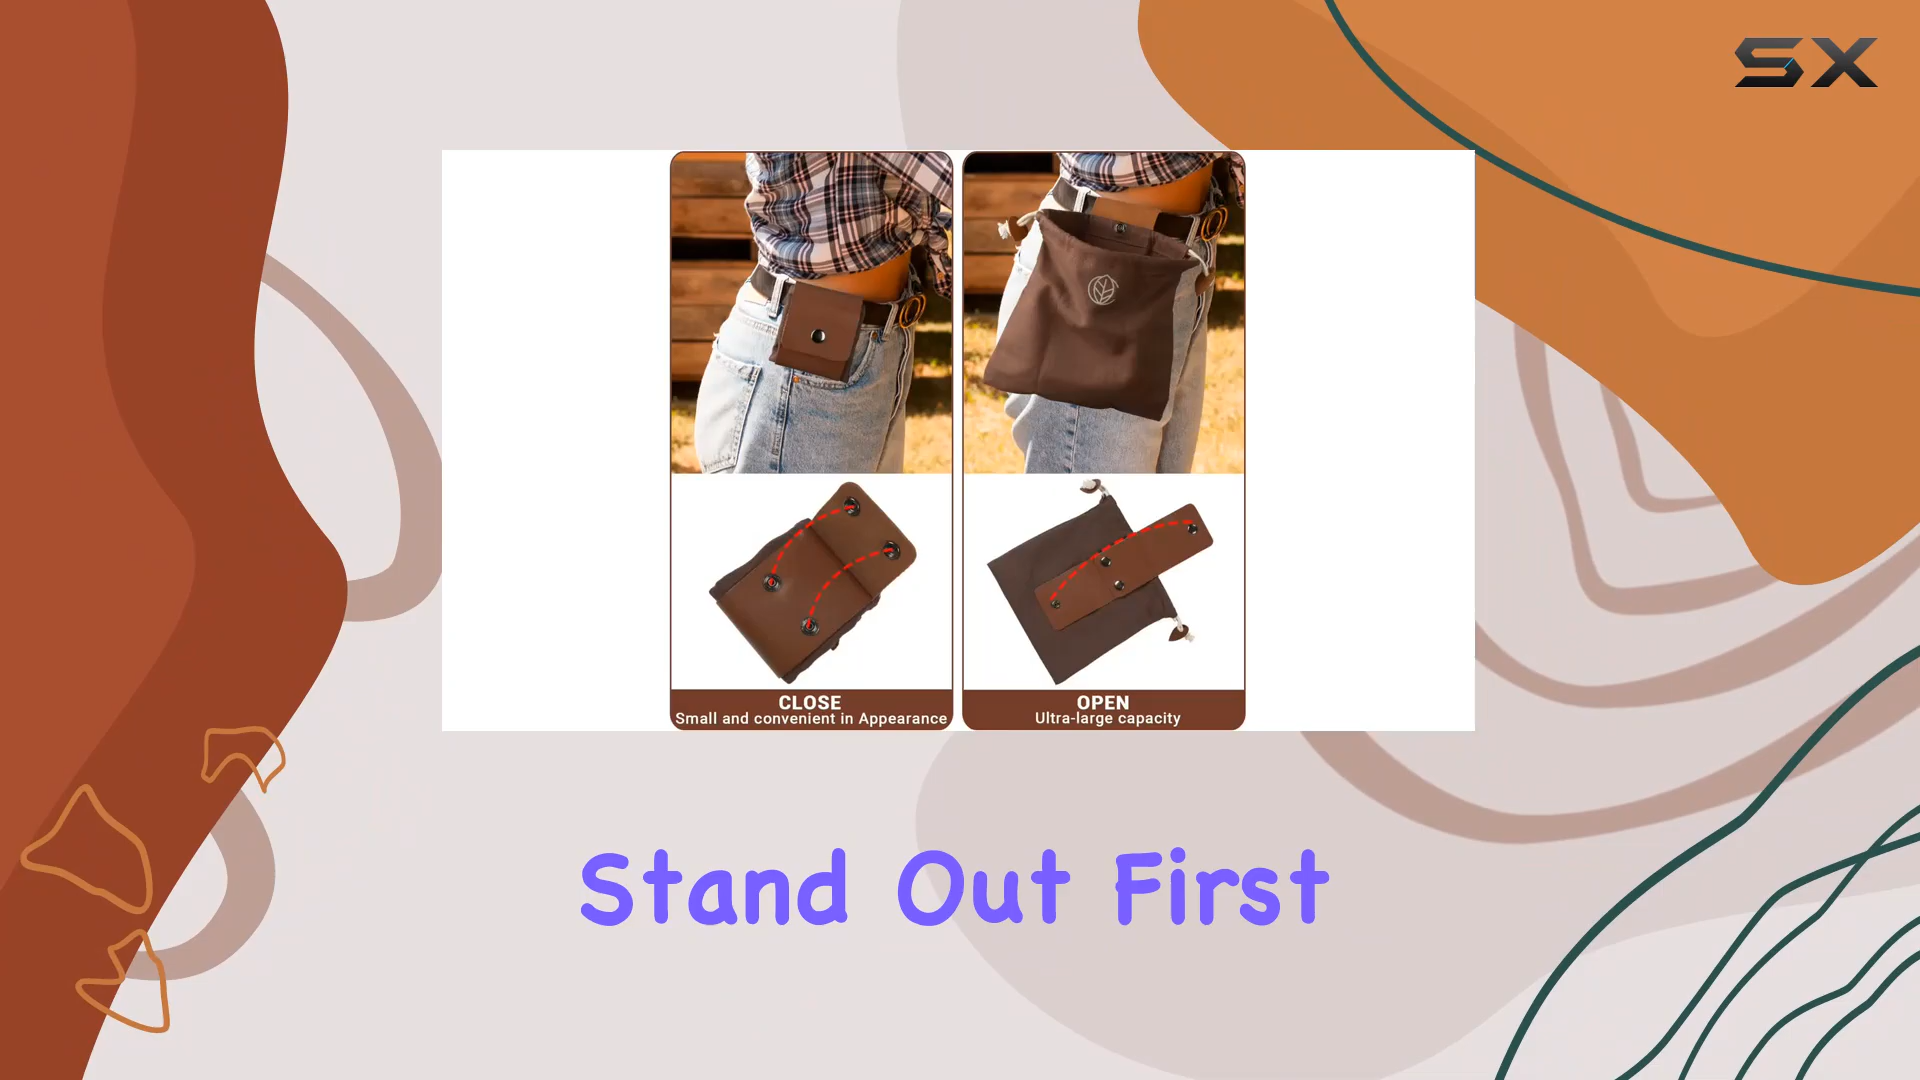 SX
CLOSE
Small and convenient in Appearance
OPEN
Ultra-large capacity
Stand Out First